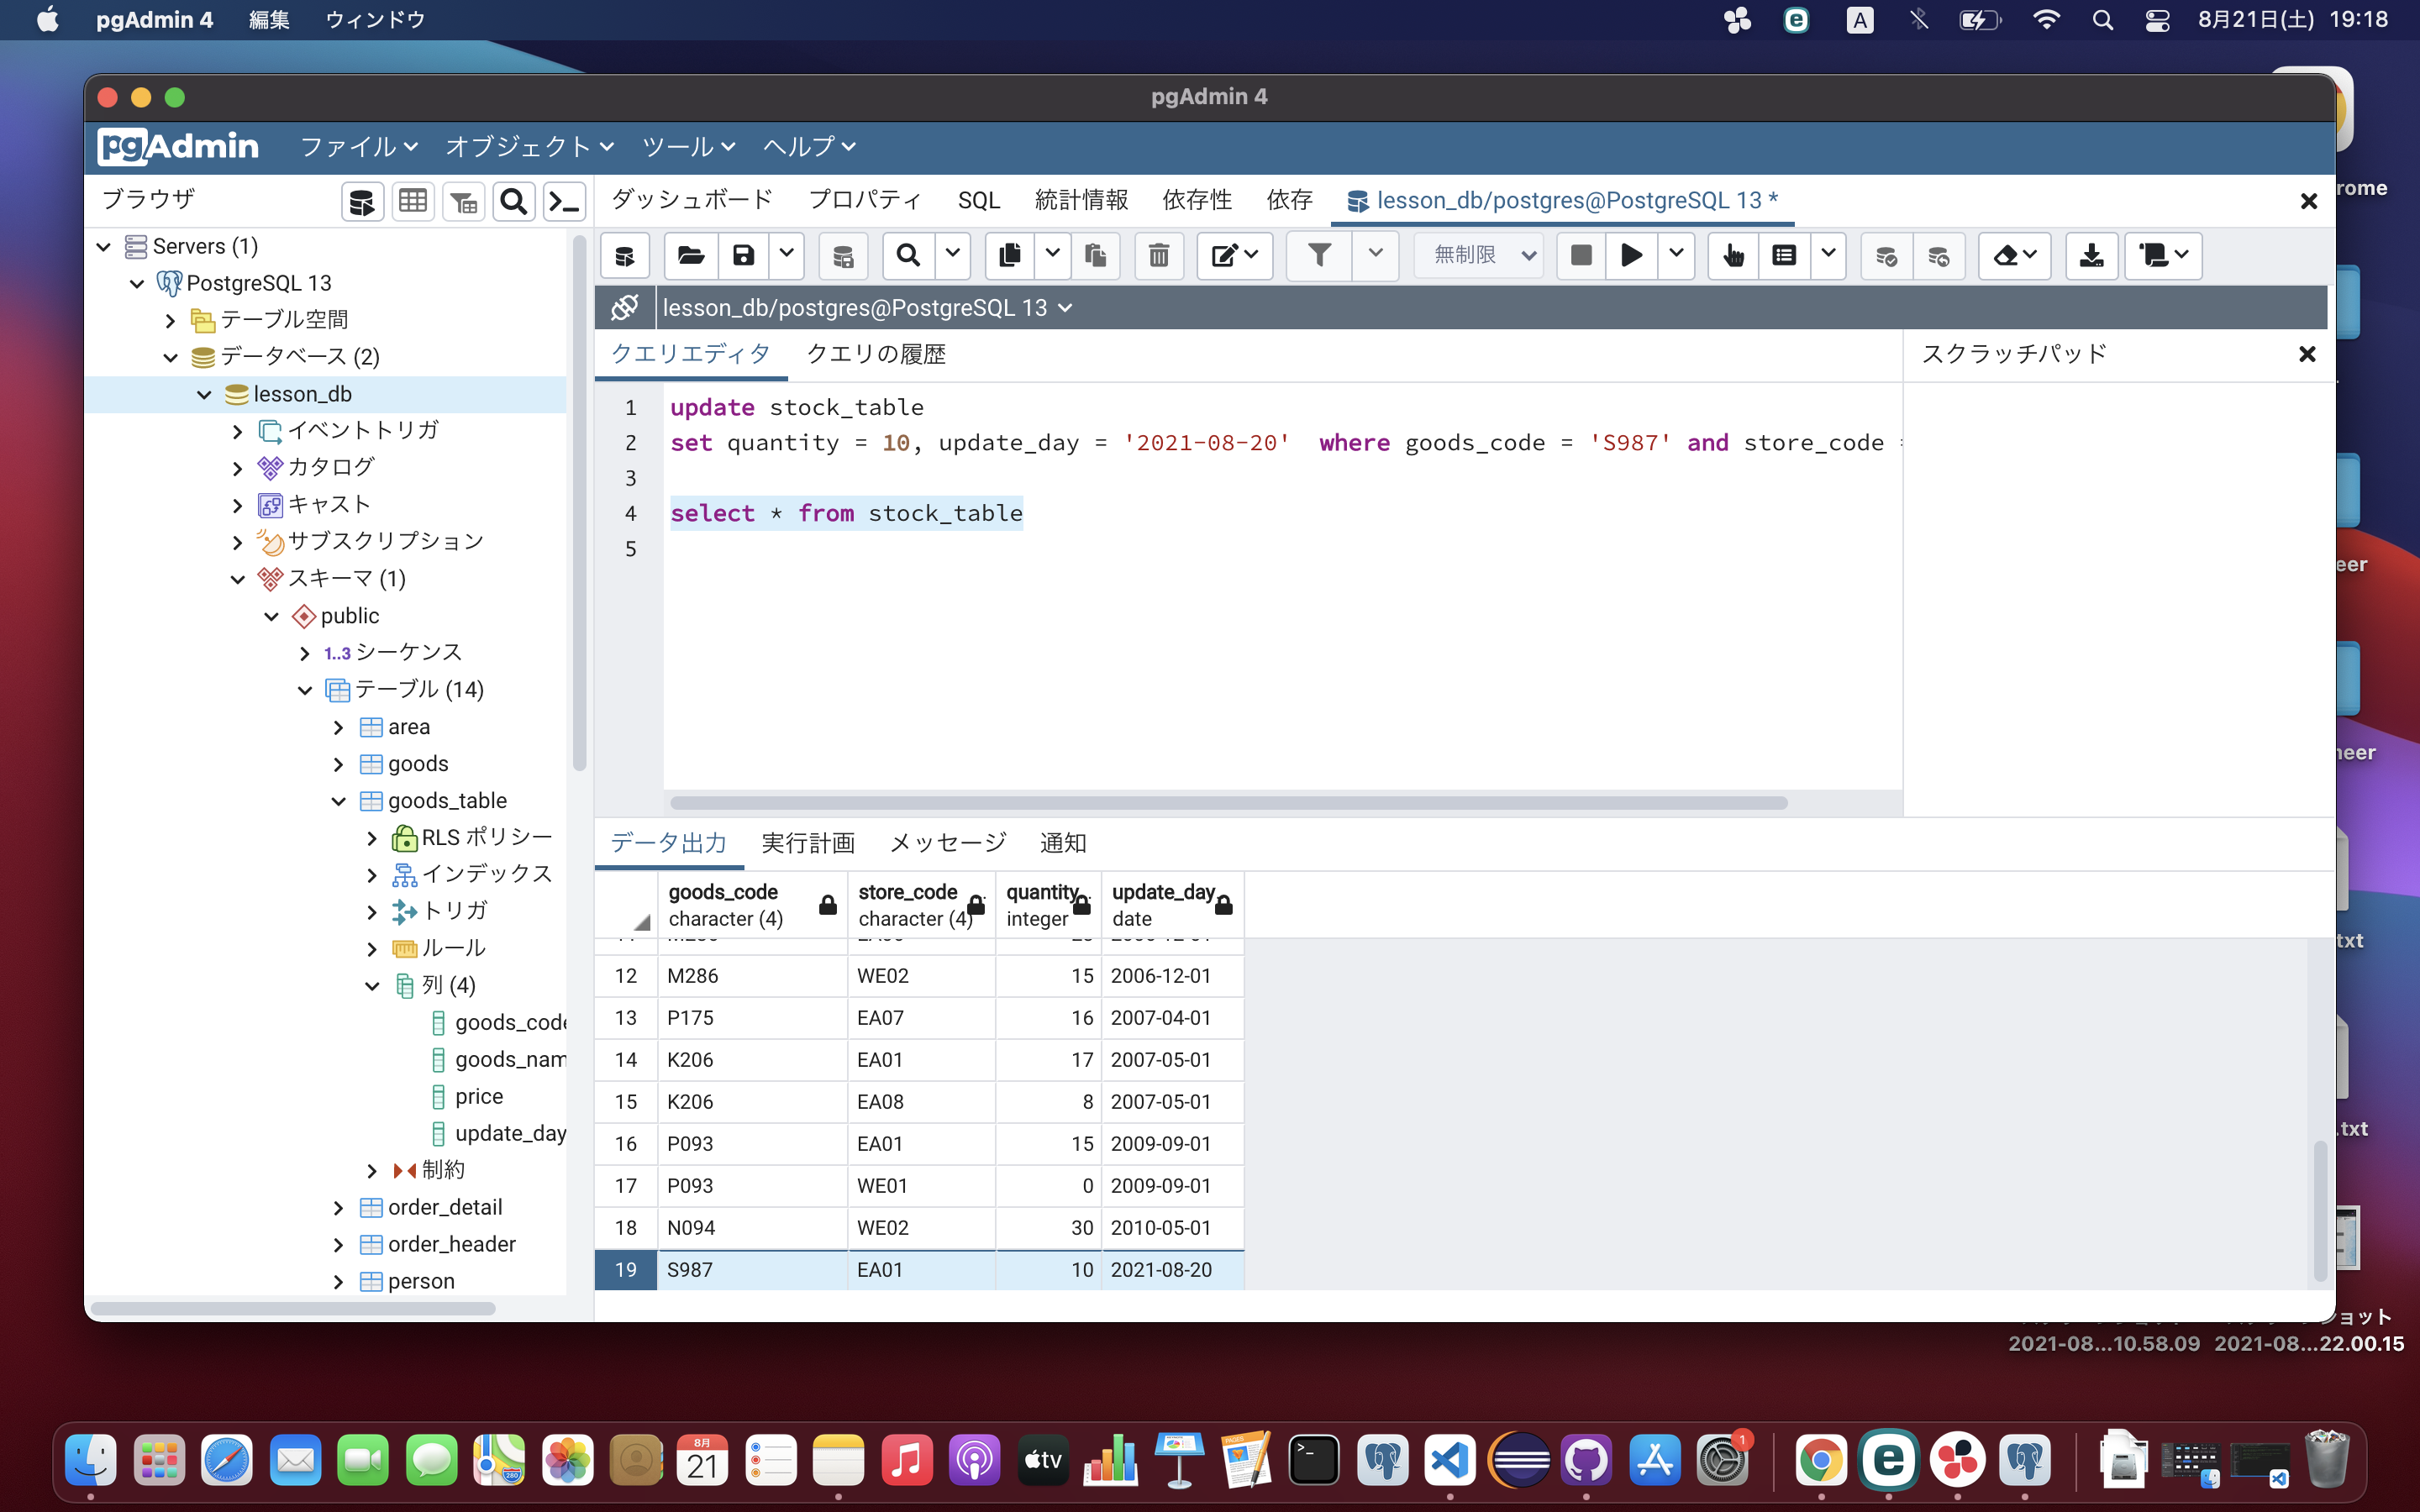 pgAdmin 4 編集 ウィンドウ
A 8月21日(土) 19:18
pgAdmin 4
pgAdmin ファイル オブジェクト ツール ヘルプ
ブラウザ
ダッシュボード プロパティ SQL 統計情報 依存性 依存 lesson_db/postgres@PostgreSQL 13 *
無制限
lesson_db/postgres@PostgreSQL 13
クエリエディタ クエリの履歴
スクラッチパッド
Servers (1)
PostgreSQL 13
テーブル空間
データベース (2)
lesson_db
イベントトリガ
カタログ
キャスト
サブスクリプション
スキーマ (1)
public
1..3 シーケンス
テーブル (14)
area
goods
goods_table
RLS ポリシー
インデックス
トリガ
ルール
列 (4)
goods_code
goods_nam
price
update_day
制約
order_detail
order_header
person
1 update stock_table
2 set quantity = 10, update_day = '2021-08-20'  where goods_code = 'S987' and store_code
3
4 select * from stock_table
5
データ出力 実行計画 メッセージ 通知
goods_code store_code quantity update_day
character (4) character (4) integer date
12 M286 WE02 15 2006-12-01
13 P175 EA07 16 2007-04-01
14 K206 EA01 17 2007-05-01
15 K206 EA08 8 2007-05-01
16 P093 EA01 15 2009-09-01
17 P093 WE01 0 2009-09-01
18 N094 WE02 30 2010-05-01
19 S987 EA01 10 2021-08-20
rome
eer
neer
txt
.txt
ョット
2021-08...10.58.09 2021-08...22.00.15
8月
21
tv
PAGES
280
1